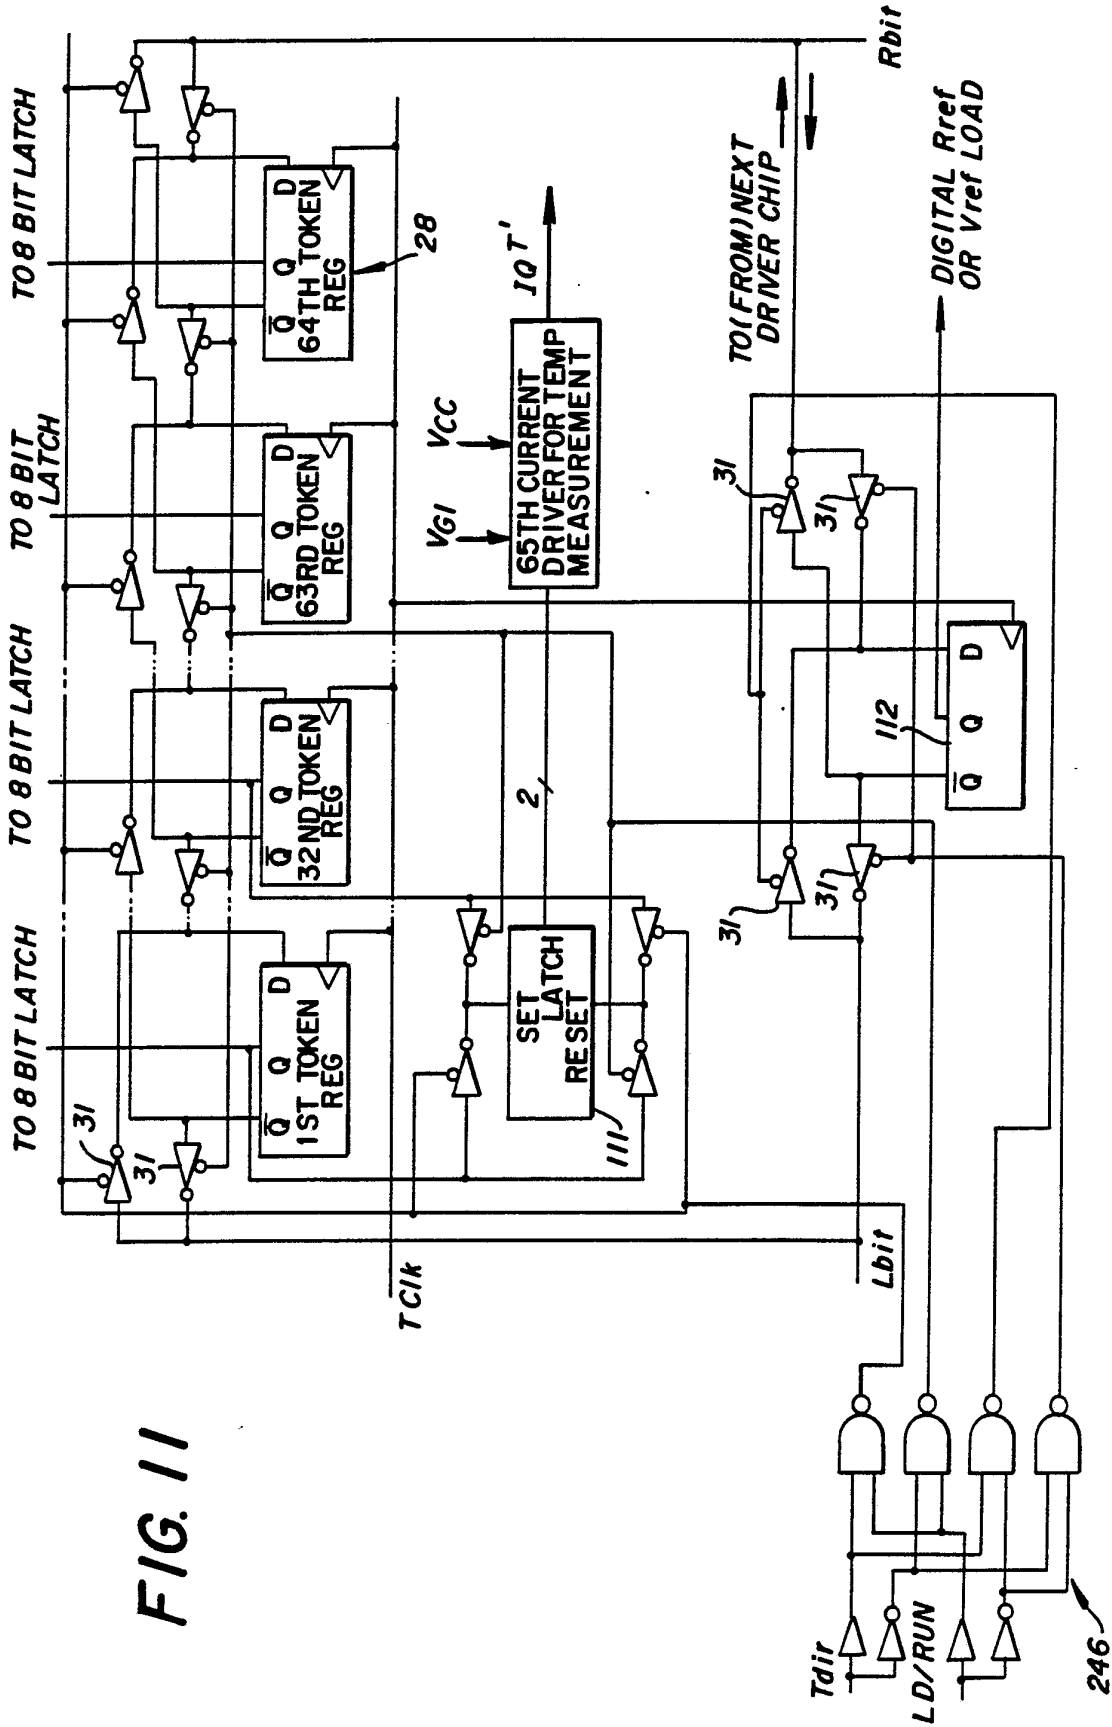 FIG. 11
TO 8 BIT LATCH
TO 8 BIT LATCH
TO 8 BIT
LATCH
TO 8 BIT LATCH
31
31
Q Q D
1ST TOKEN
REG
Q Q D
32ND TOKEN
REG
Q Q D
63RD TOKEN
REG
Q Q D
64TH TOKEN
REG
28
TClk
SET
LATCH
RESET
111
2
VGI
VCC
65TH CURRENT
DRIVER FOR TEMP
MEASUREMENT
IQT'
TO(FROM)NEXT
DRIVER CHIP
Rbit
Lbit
31
31
31
31
112
Q Q D
DIGITAL Rref
OR Vref LOAD
Tdir
LD/RUN
246